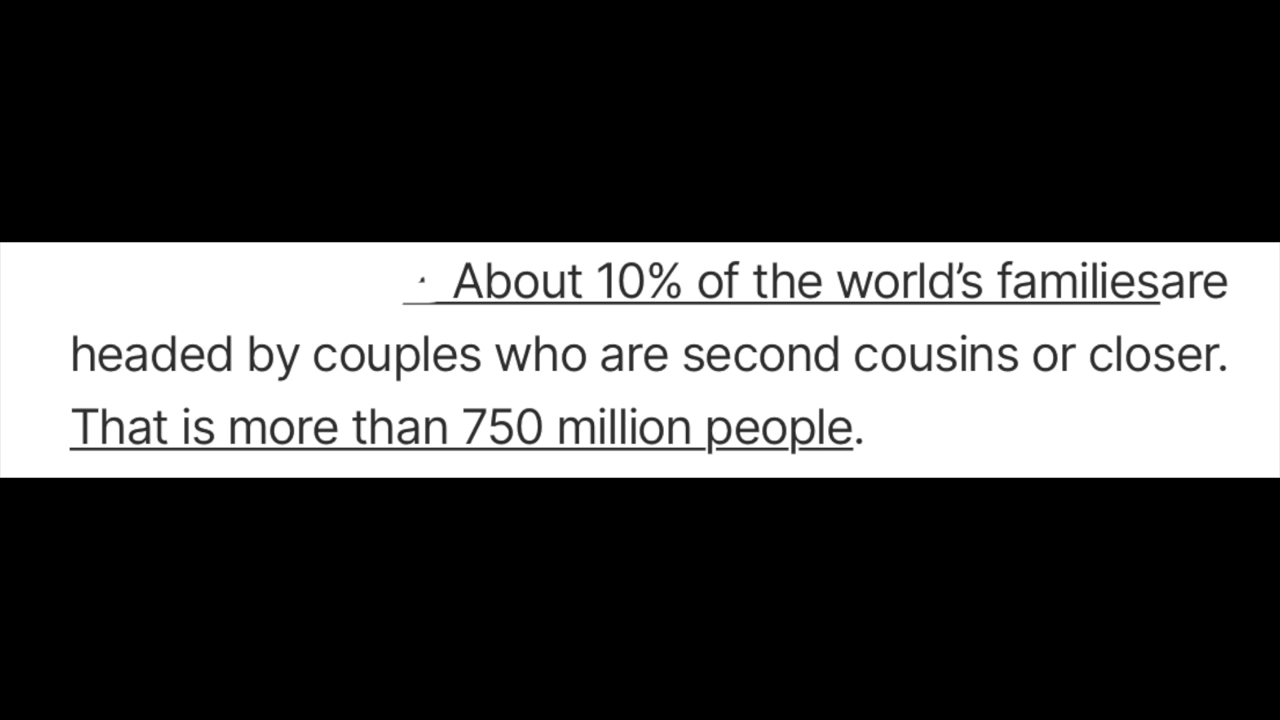 About 10% of the world’s familiesare
headed by couples who are second cousins or closer.
That is more than 750 million people.